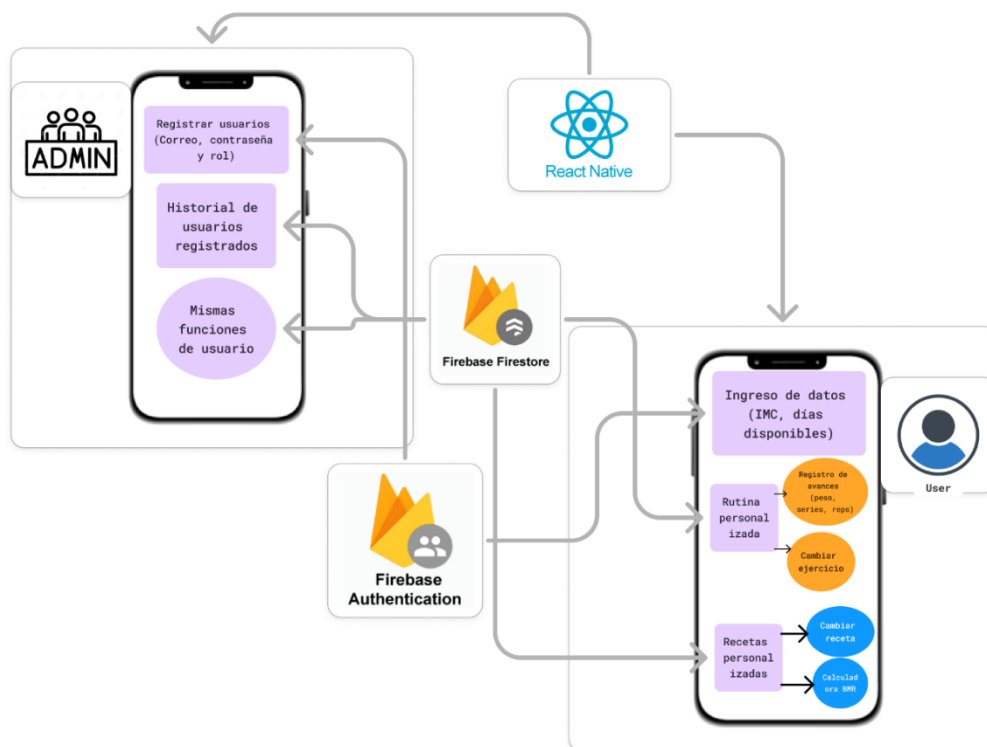 ADMIN
Registrar usuarios
(Correo, contraseña
y rol)
Historial de
usuarios
registrados
Mismas
funciones
de usuario
React Native
Firebase Firestore
Firebase
Authentication
Ingreso de datos
(IMC, días
disponibles)
User
Rutina
personal
izada
Registro de
avances
(peso,
series, reps)
Cambiar
ejercicio
Recetas
personal
izadas
Cambiar
receta
Calculad
ora BMR